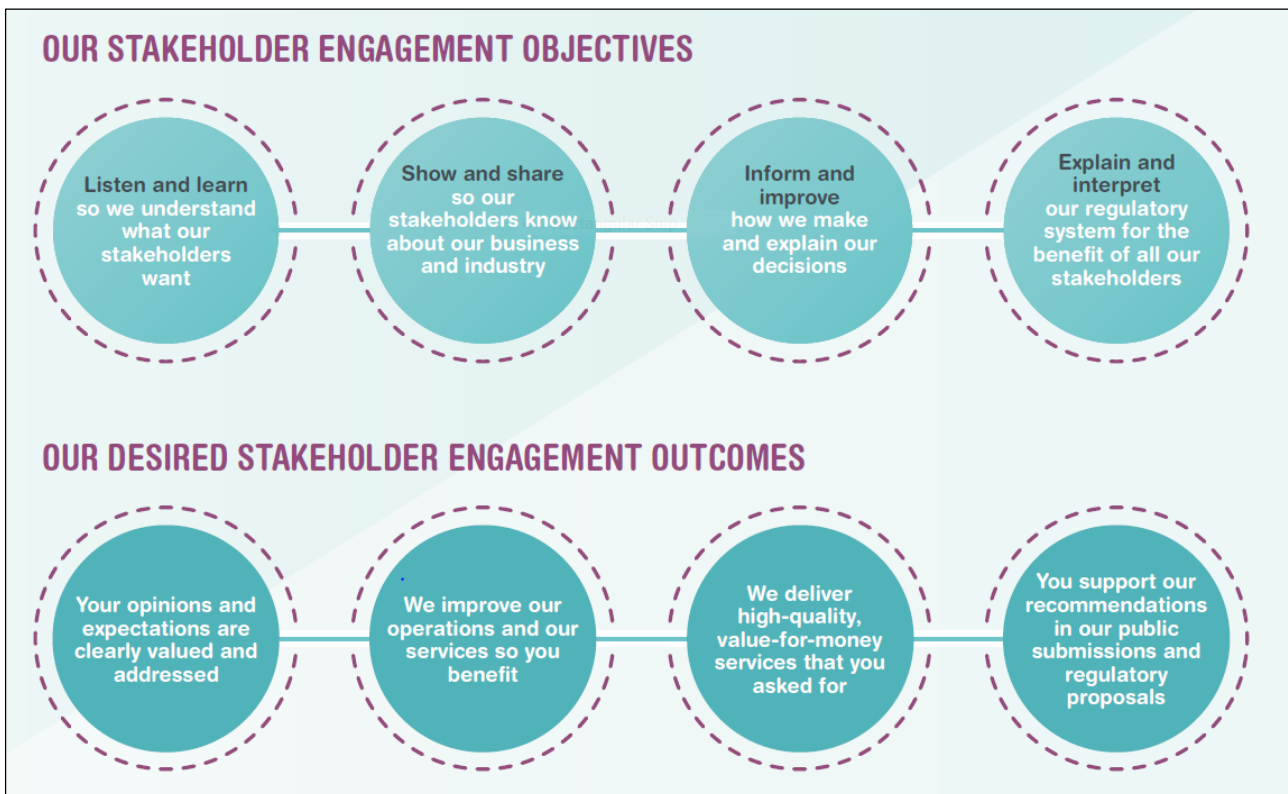 OUR STAKEHOLDER ENGAGEMENT OBJECTIVES
Listen and learn
so we understand
what our
stakeholders
want
Show and share
so our
stakeholders know
about our business
and industry
Inform and
improve
how we make
and explain our
decisions
Explain and
interpret
our regulatory
system for the
benefit of all our
stakeholders
OUR DESIRED STAKEHOLDER ENGAGEMENT OUTCOMES
Your opinions and
expectations are
clearly valued and
addressed
We improve our
operations and our
services so you
benefit
We deliver
high-quality,
value-for-money
services that you
asked for
You support our
recommendations
in our public
submissions and
regulatory
proposals